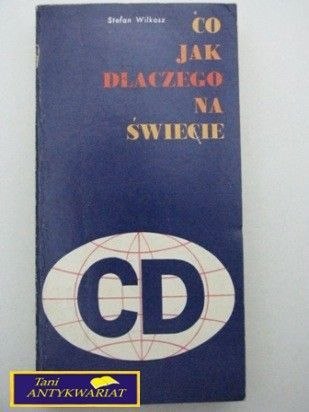 Stefan Wilkosz
CO
JAK
DLACZEGO
NA
ŚWIECIE
CD
Tani
ANTYKWARIAT